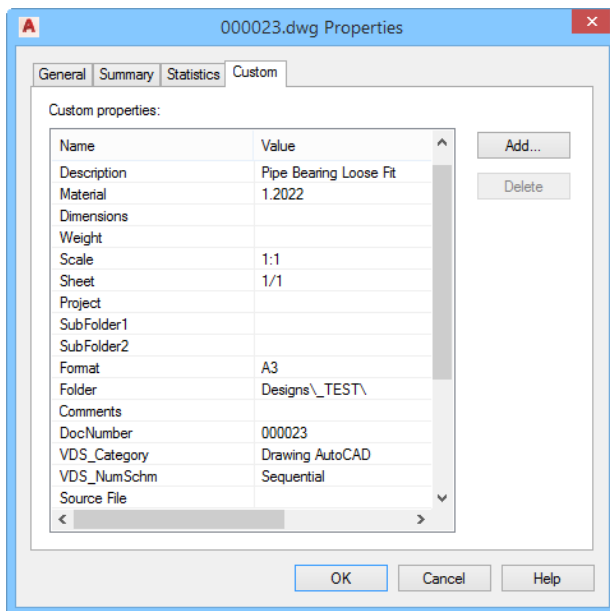 A 000023.dwg Properties
General Summary Statistics Custom
Custom properties:
Name Value
Description Pipe Bearing Loose Fit
Material 1.2022
Dimensions
Weight
Scale 1:1
Sheet 1/1
Project
SubFolder1
SubFolder2
Format A3
Folder Designs\_TEST\
Comments
DocNumber 000023
VDS_Category Drawing AutoCAD
VDS_NumSchm Sequential
Source File
Add...
Delete
OK Cancel Help